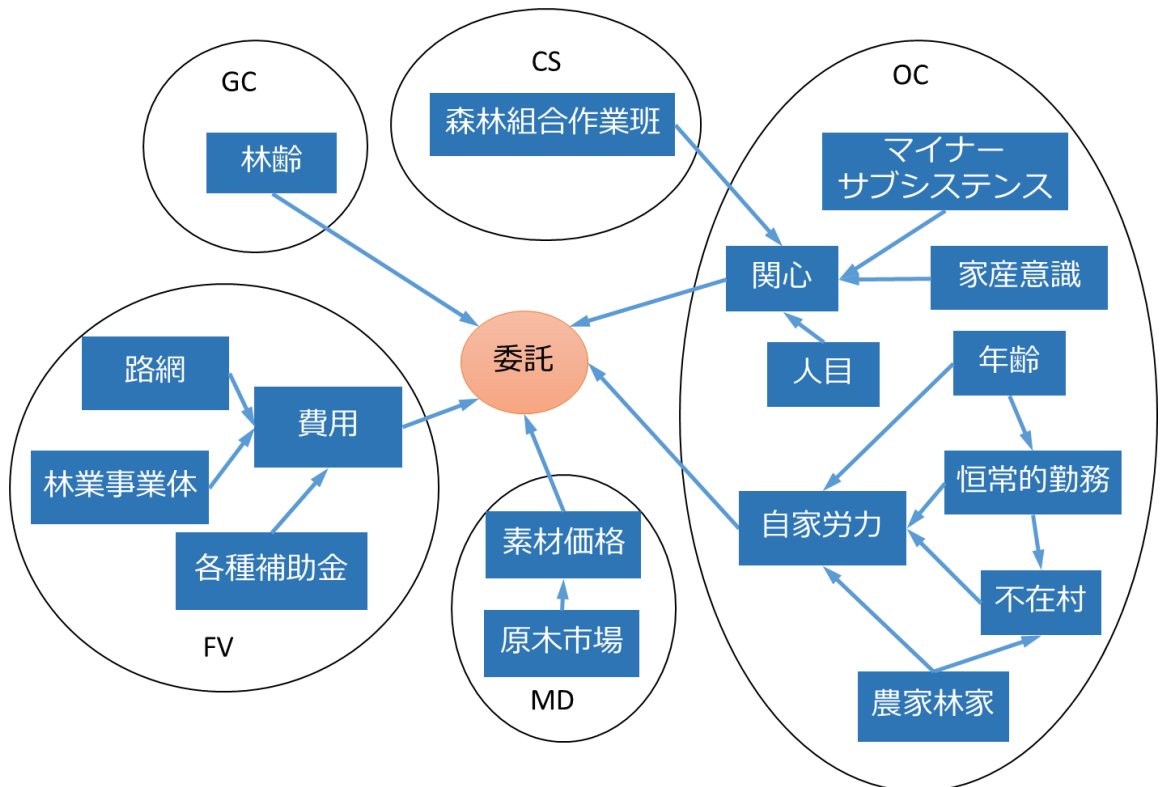 GC
林齢
CS
森林組合作業班
OC
マイナー
サブシステンス
関心
家産意識
人目
年齢
委託
路網
費用
林業事業体
各種補助金
FV
素材価格
原木市場
MD
恒常的勤務
自家労力
不在村
農家林家